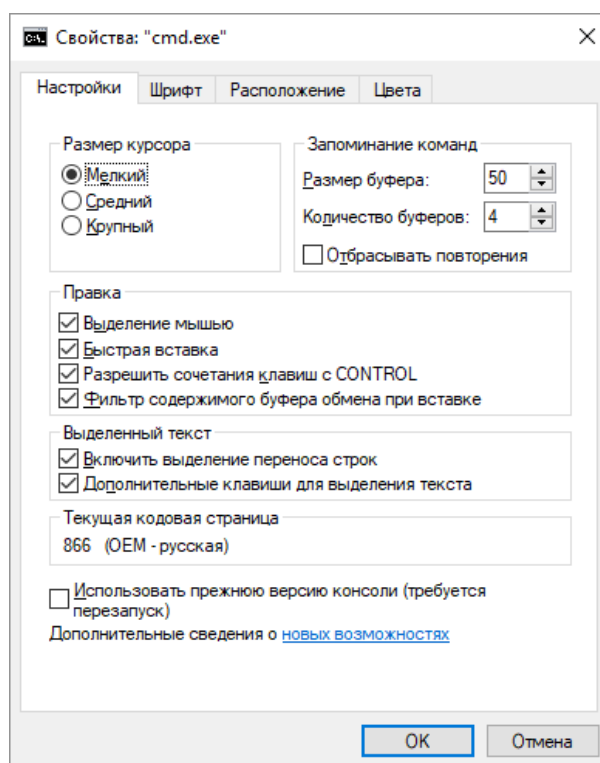 Свойства: "cmd.exe"
Настройки Шрифт Расположение Цвета
Размер курсора
Мелкий
Средний
Крупный
Запоминание команд
Размер буфера: 50
Количество буферов: 4
Отбрасывать повторения
Правка
Выделение мышью
Быстрая вставка
Разрешить сочетания клавиш с CONTROL
Фильтр содержимого буфера обмена при вставке
Выделенный текст
Включить выделение переноса строк
Дополнительные клавиши для выделения текста
Текущая кодовая страница
866 (OEM - русская)
Использовать прежнюю версию консоли (требуется
перезапуск)
Дополнительные сведения о новых возможностях
OK Отмена